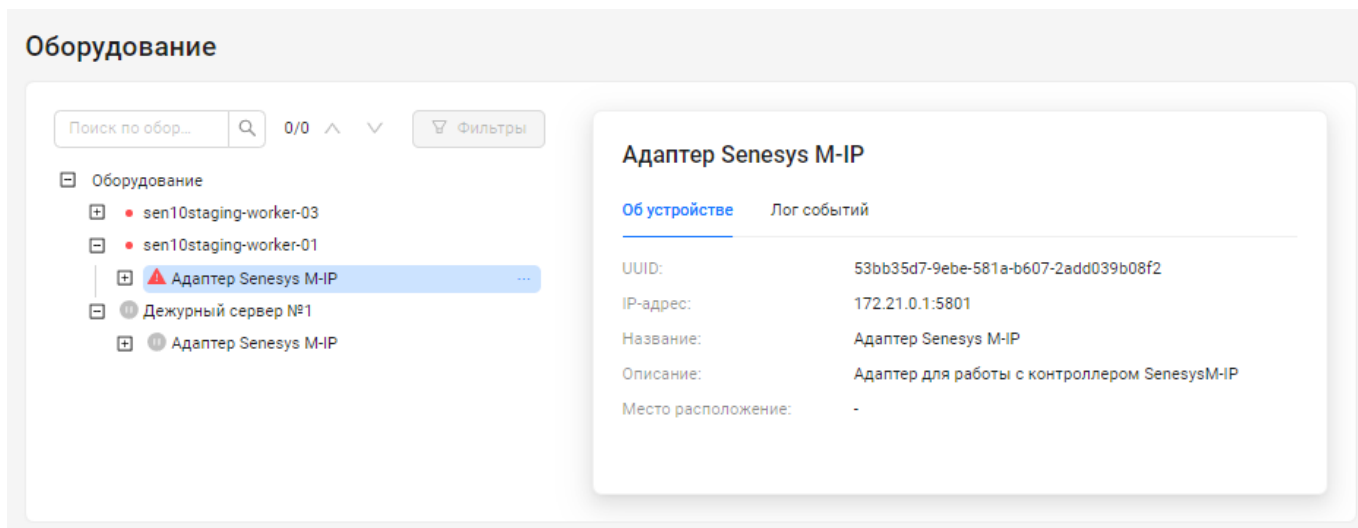 Оборудование
Поиск по обор...
0/0
Фильтры
Оборудование
sen10staging-worker-03
sen10staging-worker-01
Адаптер Senesys M-IP
...
Дежурный сервер №1
Адаптер Senesys M-IP
Адаптер Senesys M-IP
Об устройстве Лог событий
UUID: 53bb35d7-9ebe-581a-b607-2add039b08f2
IP-адрес: 172.21.0.1:5801
Название: Адаптер Senesys M-IP
Описание: Адаптер для работы с контроллером SenesysM-IP
Место расположение: -